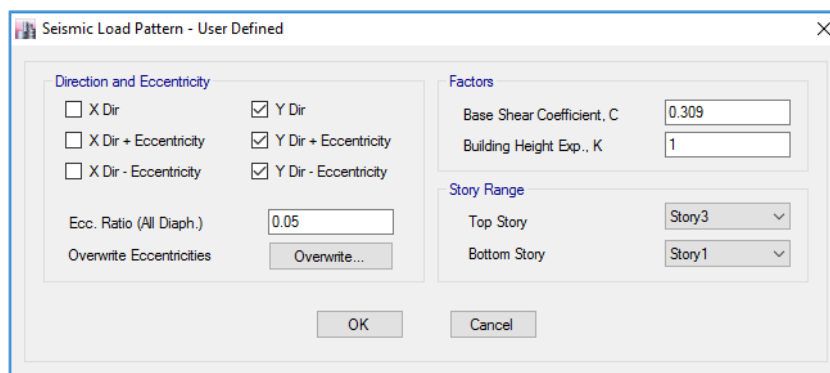 Seismic Load Pattern - User Defined
Direction and Eccentricity
X Dir
Y Dir
X Dir + Eccentricity
Y Dir + Eccentricity
X Dir - Eccentricity
Y Dir - Eccentricity
Ecc. Ratio (All Diaph.)
0.05
Overwrite Eccentricities
Overwrite...
Factors
Base Shear Coefficient, C
0.309
Building Height Exp., K
1
Story Range
Top Story
Story3
Bottom Story
Story1
OK
Cancel